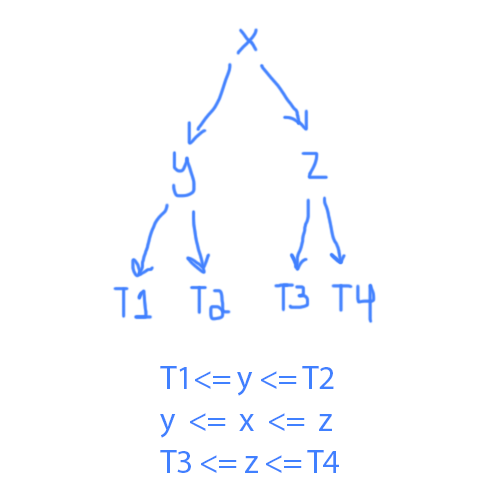 x
y z
T1 T2 T3 T4
T1<= y <= T2
y <= x <= z
T3 <= z <= T4